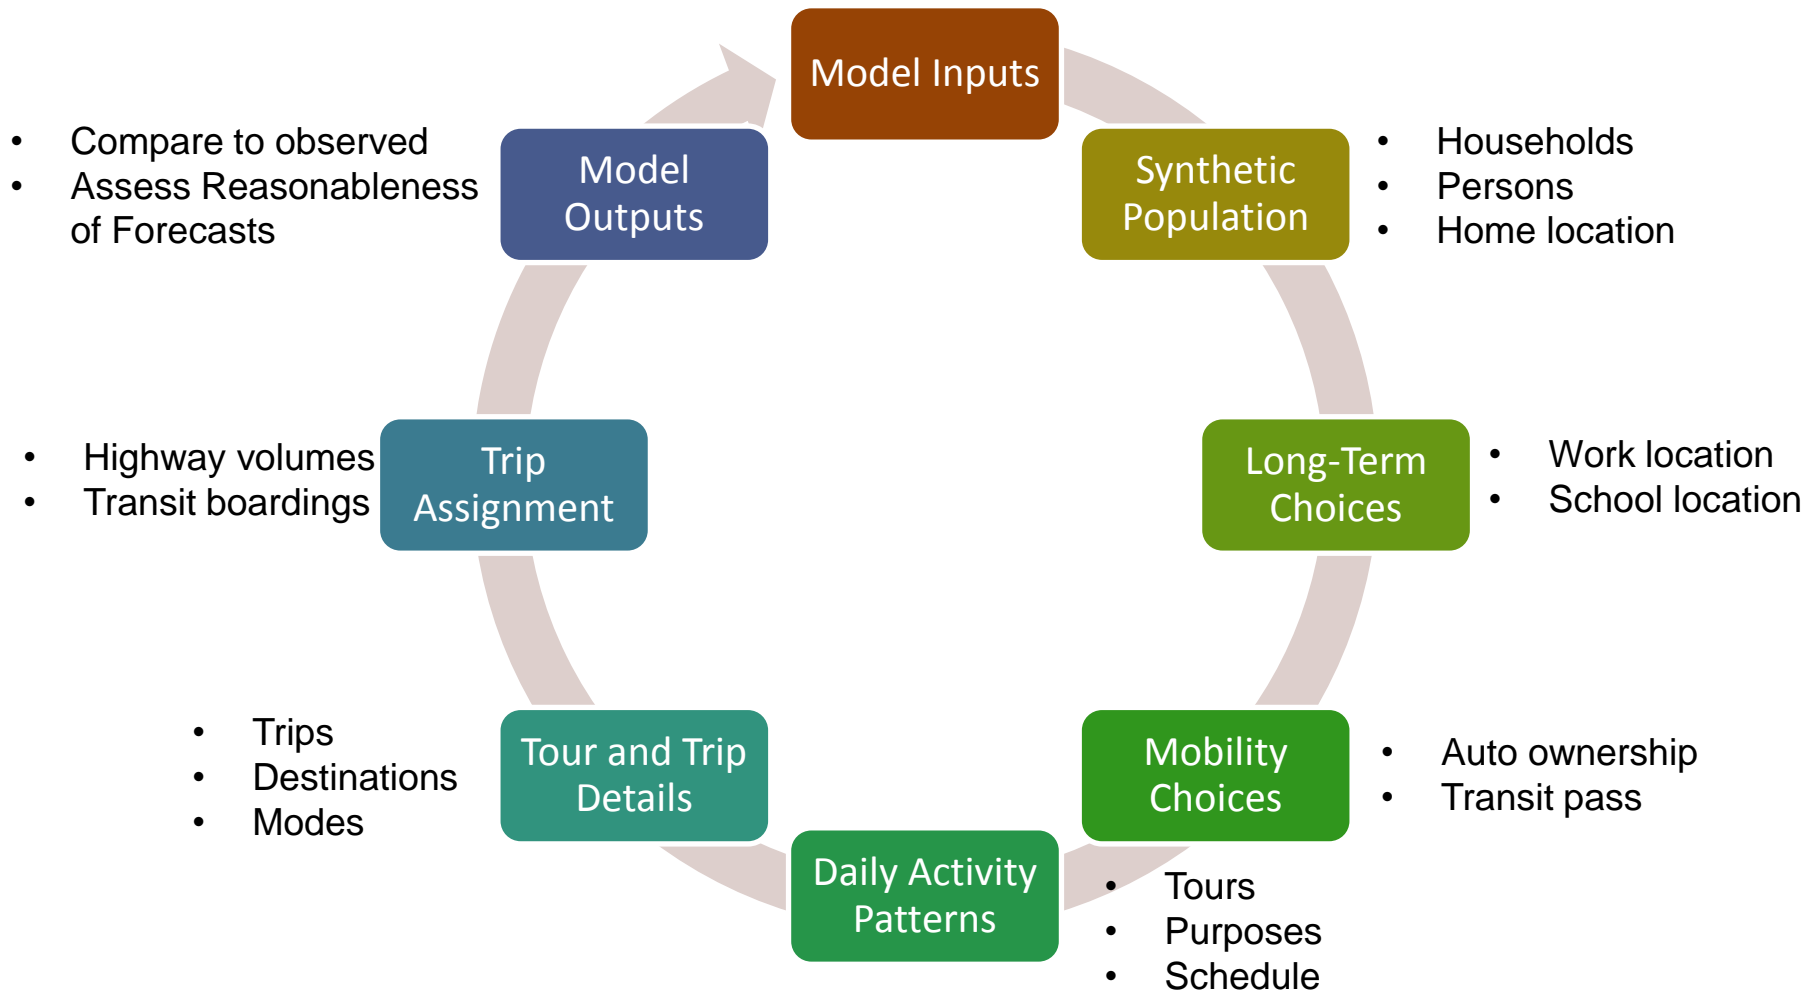 Model Inputs
Synthetic
Population
• Households
• Persons
• Home location
Long-Term
Choices
• Work location
• School location
Mobility
Choices
• Auto ownership
• Transit pass
Daily Activity
Patterns
• Tours
• Purposes
• Schedule
Tour and Trip
Details
• Trips
• Destinations
• Modes
Trip
Assignment
• Highway volumes
• Transit boardings
Model
Outputs
• Compare to observed
• Assess Reasonableness
of Forecasts